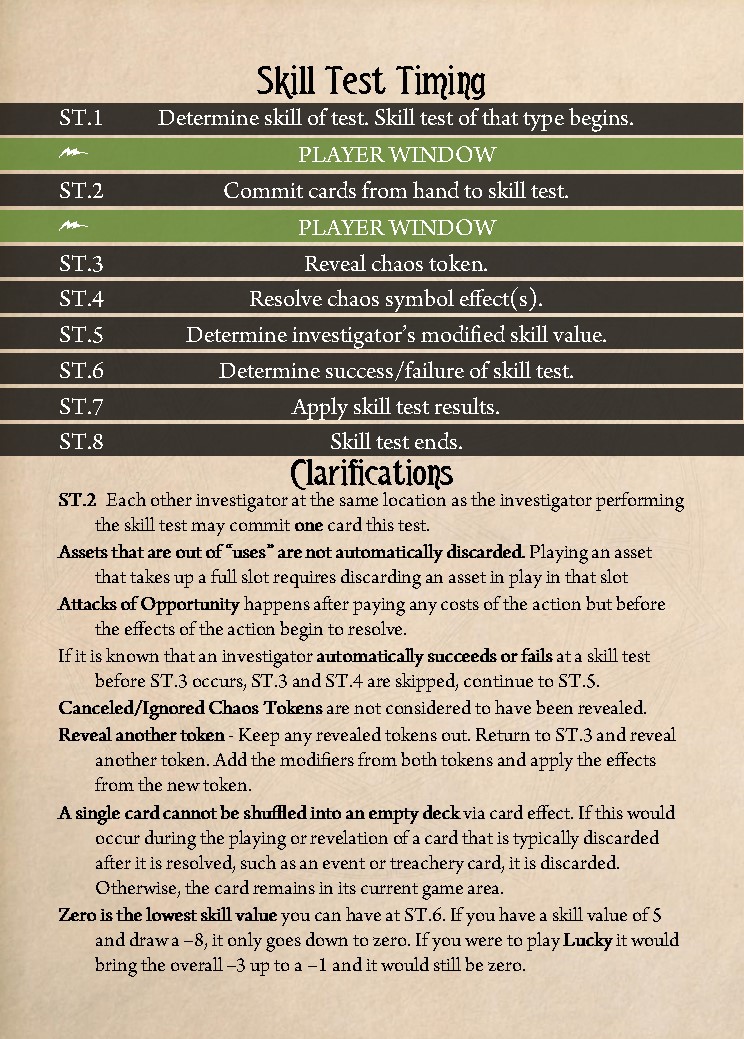 Skill Test Timing
ST.1 Determine skill of test. Skill test of that type begins.
PLAYER WINDOW
ST.2 Commit cards from hand to skill test.
PLAYER WINDOW
ST.3 Reveal chaos token.
ST.4 Resolve chaos symbol effect(s).
ST.5 Determine investigator's modified skill value.
ST.6 Determine success/failure of skill test.
ST.7 Apply skill test results.
ST.8 Skill test ends.
Clarifications
ST.2 Each other investigator at the same location as the investigator performing
the skill test may commit one card this test.
Assets that are out of “uses” are not automatically discarded. Playing an asset
that takes up a full slot requires discarding an asset in play in that slot
Attacks of Opportunity happens after paying any costs of the action but before
the effects of the action begin to resolve.
If it is known that an investigator automatically succeeds or fails at a skill test
before ST.3 occurs, ST.3 and ST.4 are skipped, continue to ST.5.
Canceled/Ignored Chaos Tokens are not considered to have been revealed.
Reveal another token - Keep any revealed tokens out. Return to ST.3 and reveal
another token. Add the modifiers from both tokens and apply the effects
from the new token.
A single card cannot be shuffled into an empty deck via card effect. If this would
occur during the playing or revelation of a card that is typically discarded
after it is resolved, such as an event or treachery card, it is discarded.
Otherwise, the card remains in its current game area.
Zero is the lowest skill value you can have at ST.6. If you have a skill value of 5
and draw a –8, it only goes down to zero. If you were to play Lucky it would
bring the overall –3 up to a –1 and it would still be zero.